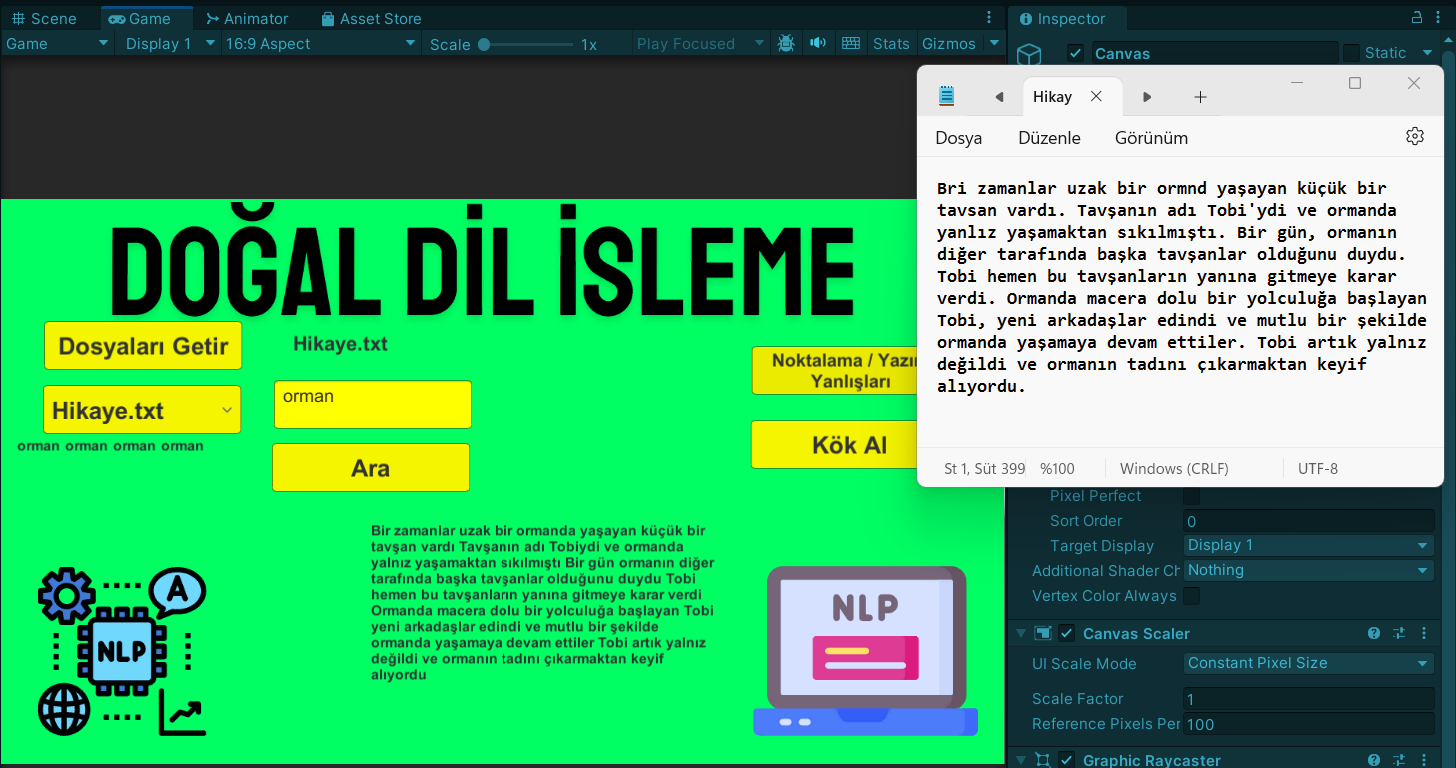 Scene
Game
Animator
Asset Store
Inspector
Game
Display 1
16:9 Aspect
Scale
1x
Play Focused
Stats
Gizmos
Canvas
Static
Hikay
Dosya
Düzenle
Görünüm
Bri zamanlar uzak bir ormnd yaşayan küçük bir
tavsan vardı. Tavşanın adı Tobi'ydi ve ormanda
yanlız yaşamaktan sıkılmıştı. Bir gün, ormanın
diğer tarafında başka tavşanlar olduğunu duydu.
Tobi hemen bu tavşanların yanına gitmeye karar
verdi. Ormanda macera dolu bir yolculuğa başlayan
Tobi, yeni arkadaşlar edindi ve mutlu bir şekilde
ormanda yaşamaya devam ettiler. Tobi artık yalnız
değildi ve ormanın tadını çıkarmaktan keyif
alıyordu.
St 1, Süt 399
%100
Windows (CRLF)
UTF-8
DOĞAL DİL İSLEME
Dosyaları Getir
Hikaye.txt
Noktalama / Yazı
Yanlışları
Hikaye.txt
orman
orman orman orman orman
Ara
Kök Al
Bir zamanlar uzak bir ormanda yaşayan küçük bir
tavşan vardı Tavşanın adı Tobiydi ve ormanda
yalnız yaşamaktan sıkılmıştı Bir gün ormanın diğer
tarafında başka tavşanlar olduğunu duydu Tobi
hemen bu tavşanların yanına gitmeye karar verdi
Ormanda macera dolu bir yolculuğa başlayan Tobi
yeni arkadaşlar edindi ve mutlu bir şekilde
ormanda yaşamaya devam ettiler Tobi artık yalnız
değildi ve ormanın tadını çıkarmaktan keyif
alıyordu
A
NLP
NLP
Pixel Perfect
Sort Order
0
Target Display
Display 1
Additional Shader Ch
Nothing
Vertex Color Always
Canvas Scaler
UI Scale Mode
Constant Pixel Size
Scale Factor
1
Reference Pixels Per
100
Graphic Raycaster